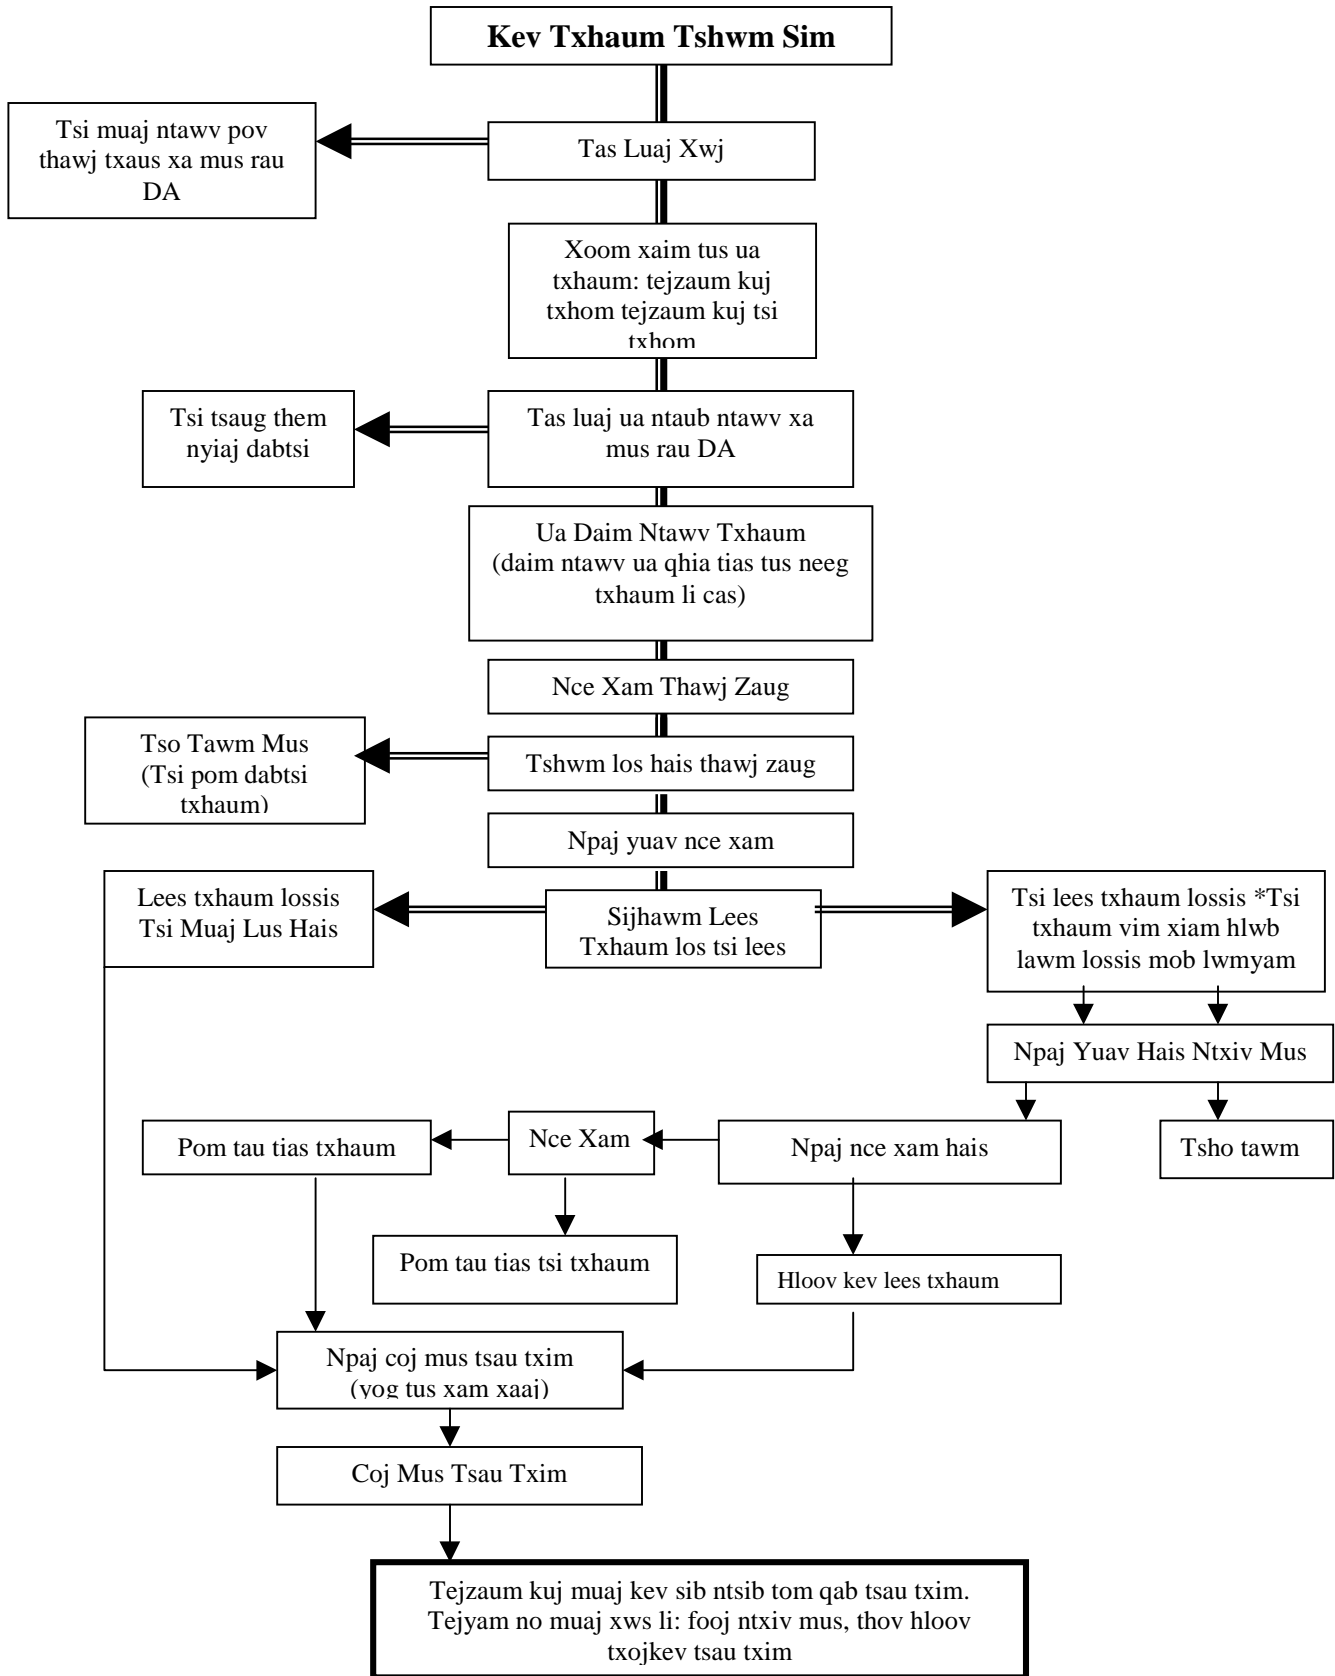 Kev Txhaum Tshwm Sim
Tsi muaj ntawv pov
thawj txaus xa mus rau
DA
Tas Luaj Xwj
Xoom xaim tus ua
txhaum: tejzaum kuj
txhom tejzaum kuj tsi
txhom
Tsi tsaug them
nyiaj dabtsi
Tas luaj ua ntaub ntawv xa
mus rau DA
Ua Daim Ntawv Txhaum
(daim ntawv ua qhia tias tus neeg
txhaum li cas)
Nce Xam Thawj Zaug
Tso Tawm Mus
(Tsi pom dabtsi
txhaum)
Tshwm los hais thawj zaug
Npaj yuav nce xam
Lees txhaum lossis
Tsi Muaj Lus Hais
Sijhawm Lees
Txhaum los tsi lees
Tsi lees txhaum lossis *Tsi
txhaum vim xiam hlwb
lawm lossis mob lwmyam
Npaj Yuav Hais Ntxiv Mus
Pom tau tias txhaum
Nce Xam
Npaj nce xam hais
Tsho tawm
Pom tau tias tsi txhaum
Hloov kev lees txhaum
Npaj coj mus tsau txim
(yog tus xam xaaj)
Coj Mus Tsau Txim
Tejzaum kuj muaj kev sib ntsib tom qab tsau txim.
Tejyam no muaj xws li: fooj ntxiv mus, thov hloov
txojkev tsau txim